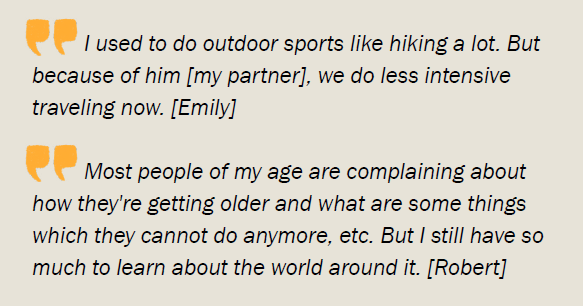 I used to do outdoor sports like hiking a lot. But
because of him [my partner], we do less intensive
traveling now. [Emily]
Most people of my age are complaining about
how they're getting older and what are some things
which they cannot do anymore, etc. But I still have so
much to learn about the world around it. [Robert]